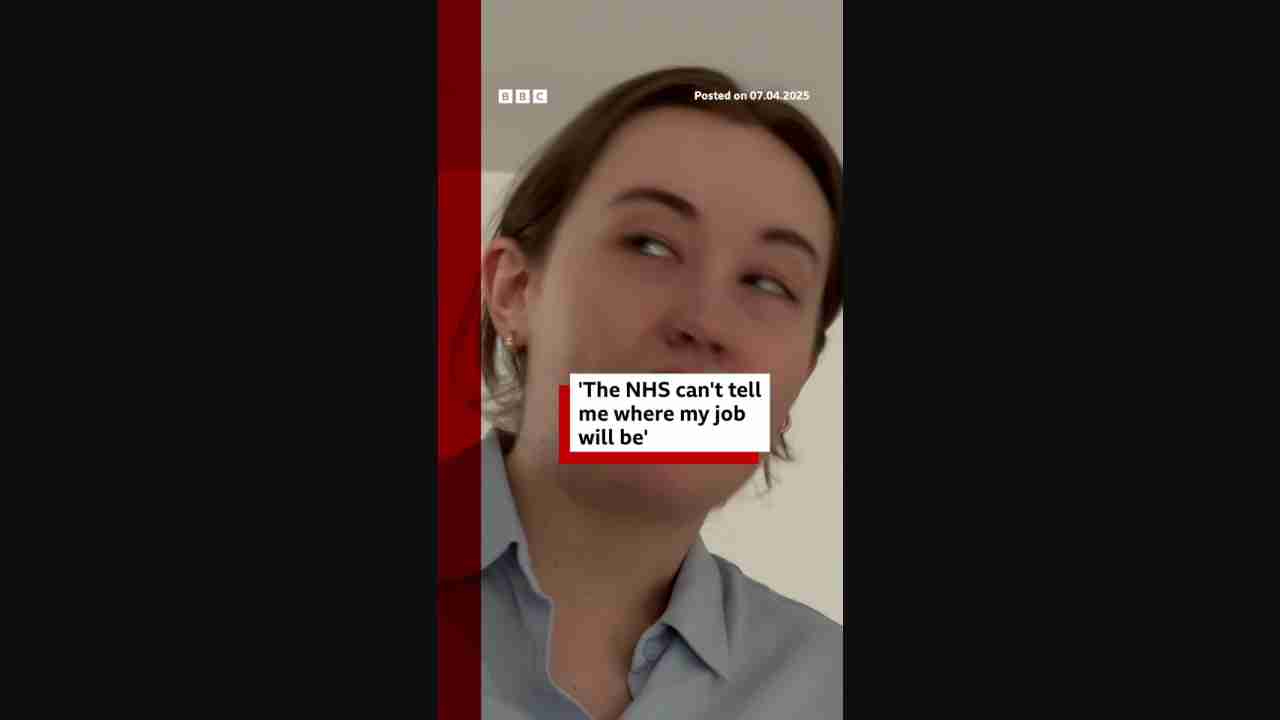 BBC
Posted on 07.04.2025
'The NHS can't tell
me where my job
will be'